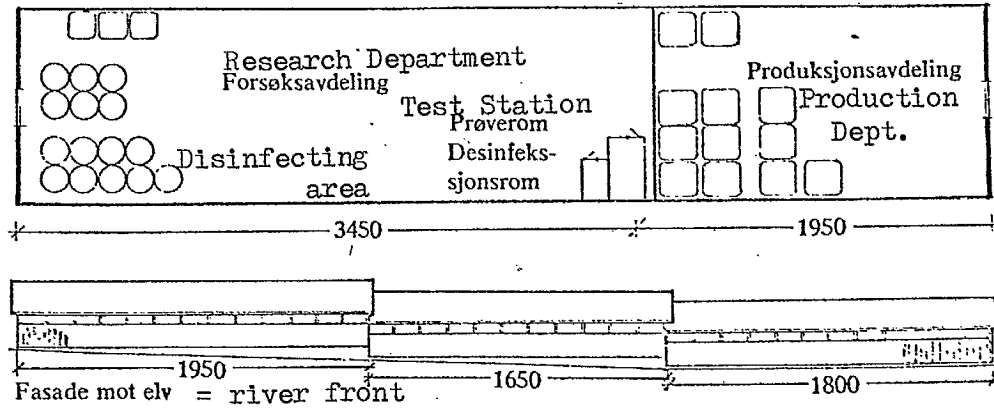 Research Department
Forsøksavdeling
Test Station
Prøverom
Desinfeks-
sjonsrom
Disinfecting
area
Produksjonsavdeling
Production
Dept.
3450
1950
1950
1650
1800
Fasade mot elv = river front